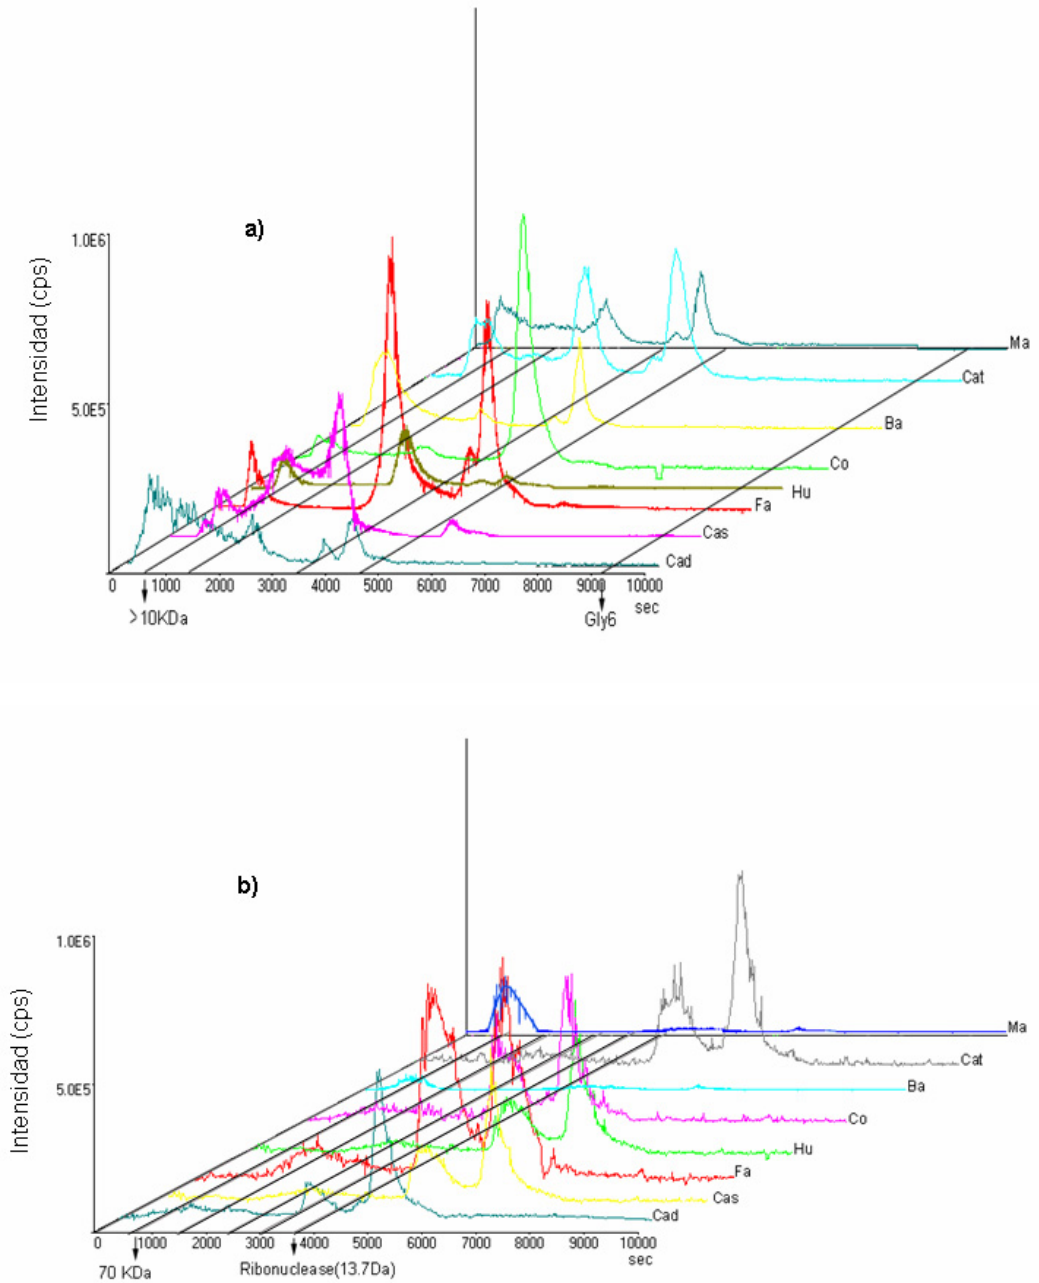 a)
Intensidad (cps)
1.0E6
5.0E5
Ma
Cat
Ba
Co
Hu
Fa
Cas
Cad
0 1000 2000 3000 4000 5000 6000 7000 8000 9000 10000
sec
>10KDa
Gly6
b)
Intensidad (cps)
1.0E6
5.0E5
Ma
Cat
Ba
Co
Hu
Fa
Cas
Cad
0 1000 2000 3000 4000 5000 6000 7000 8000 9000 10000
sec
70 KDa
Ribonuclease(13.7Da)